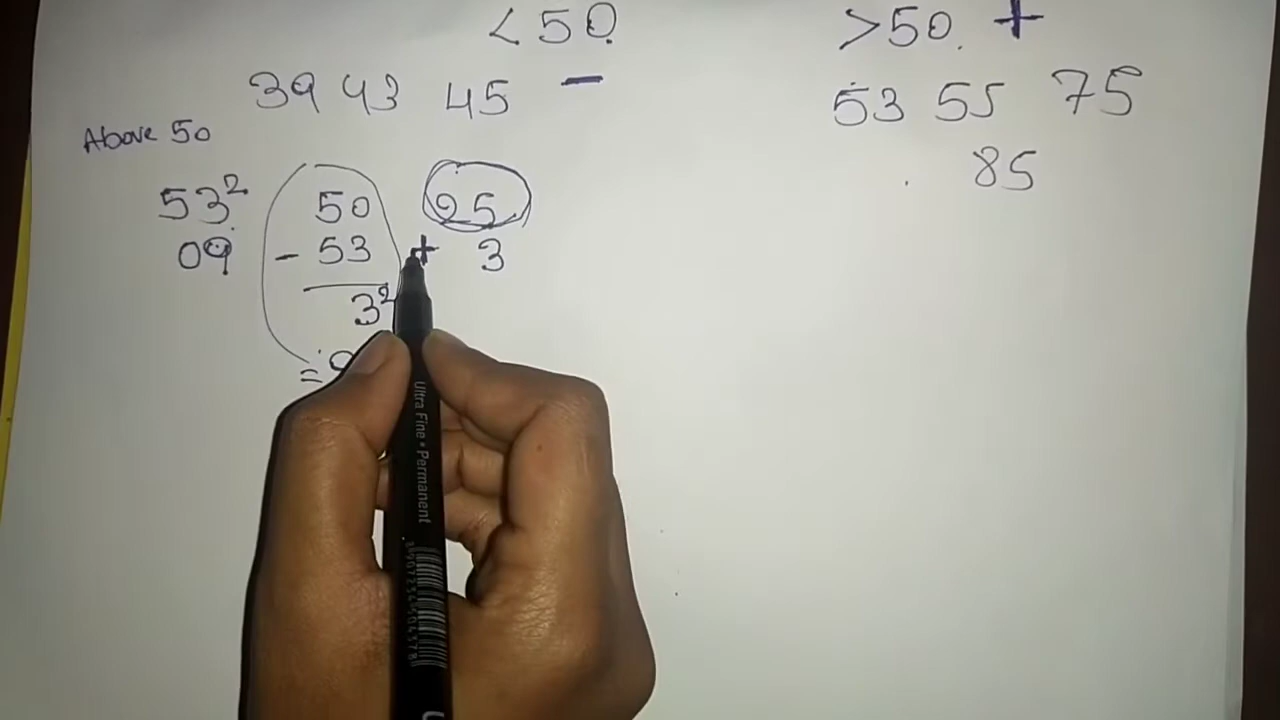 <50 >50. +
39 43 45 - 53 55 75
85
Above 50
53² 50 25
09 - 53 + 3
3²
=
Ultra Fine • Permanent